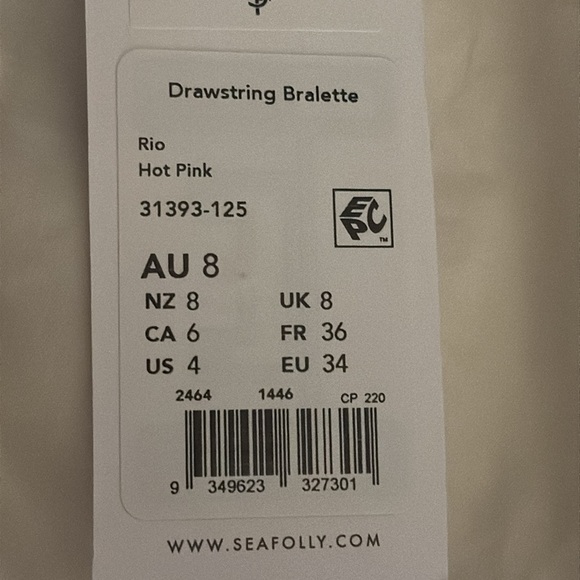 Drawstring Bralette
Rio
Hot Pink
31393-125
EPC TM
AU 8
NZ 8 UK 8
CA 6 FR 36
US 4 EU 34
2464 1446 CP 220
9 349623 327301
WWW.SEAFOLLY.COM